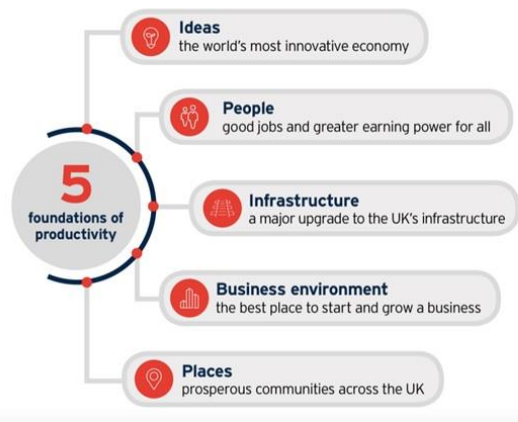 Ideas
the world's most innovative economy
People
good jobs and greater earning power for all
5
foundations of
productivity
Infrastructure
a major upgrade to the UK's infrastructure
Business environment
the best place to start and grow a business
Places
prosperous communities across the UK